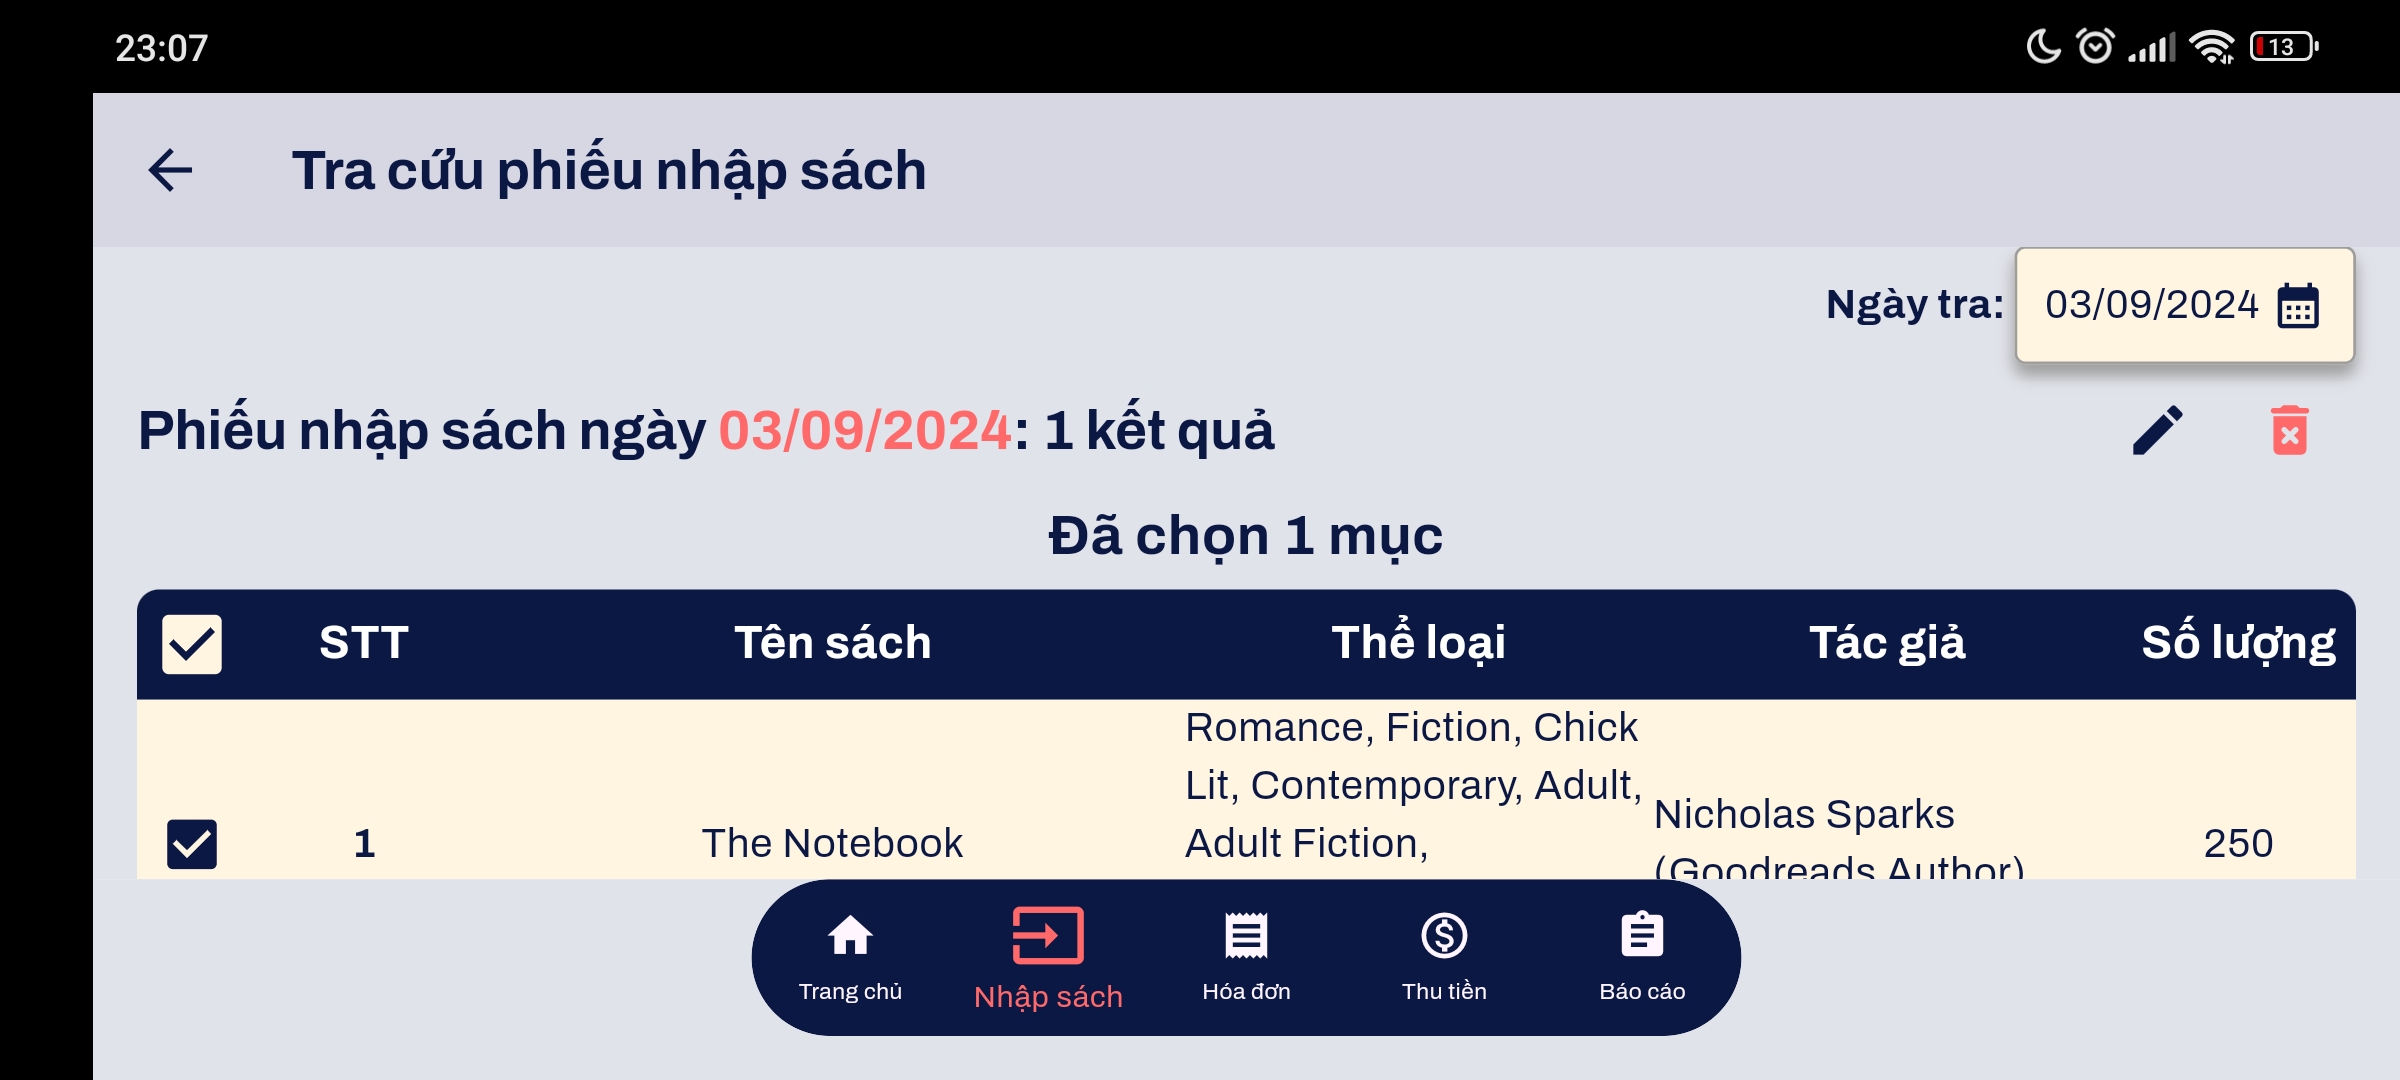 23:07
13
Tra cứu phiếu nhập sách
Ngày tra: 03/09/2024
Phiếu nhập sách ngày 03/09/2024: 1 kết quả
Đã chọn 1 mục
STT Tên sách Thể loại Tác giả Số lượng
Romance, Fiction, Chick
Lit, Contemporary, Adult,
Adult Fiction,
Nicholas Sparks
(Goodreads Author)
1 The Notebook 250
Trang chủ Nhập sách Hóa đơn Thu tiền Báo cáo